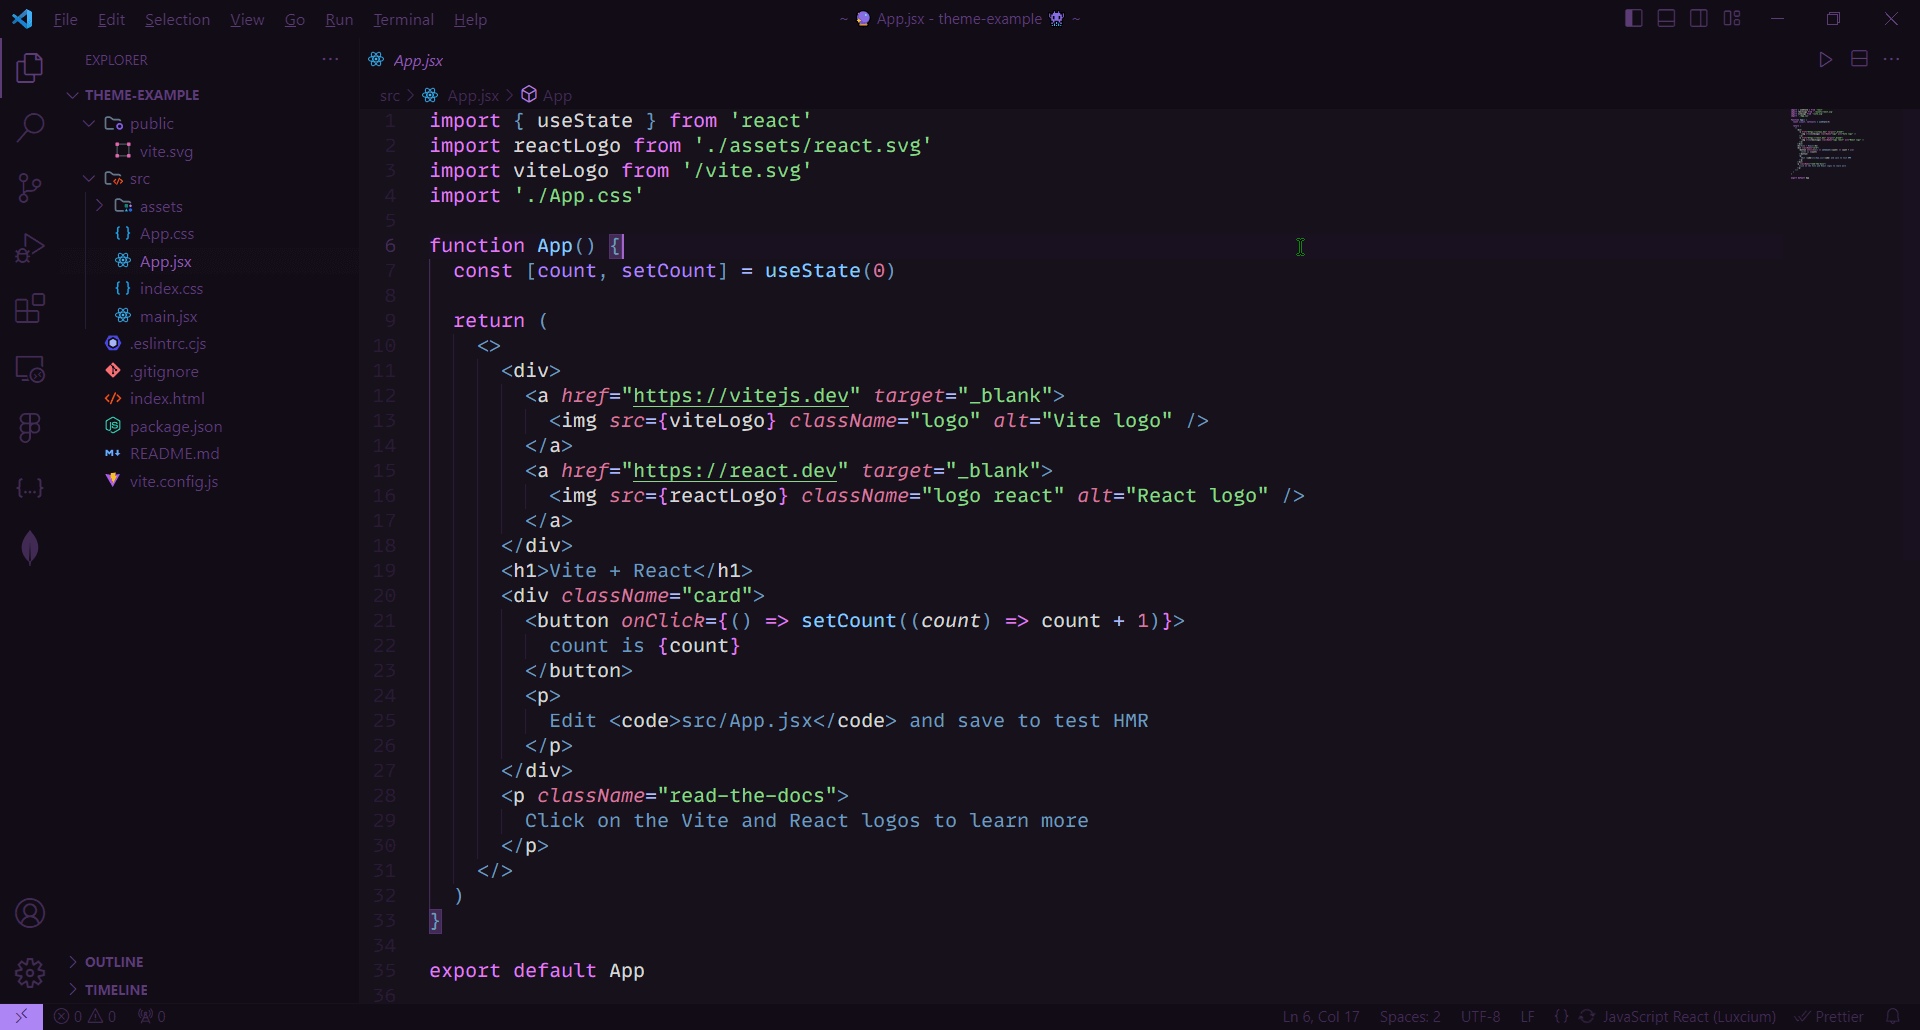 File Edit Selection View Go Run Terminal Help
~ 🔮 App.jsx - theme-example 👾 ~
EXPLORER
THEME-EXAMPLE
public
vite.svg
src
assets
App.css
App.jsx
index.css
main.jsx
.eslintrc.cjs
.gitignore
index.html
package.json
README.md
vite.config.js
OUTLINE
TIMELINE
App.jsx
src > App.jsx > App
1 import { useState } from 'react'
2 import reactLogo from './assets/react.svg'
3 import viteLogo from '/vite.svg'
4 import './App.css'
5
6 function App() {
7   const [count, setCount] = useState(0)
8
9   return (
10     <>
11       <div>
12         <a href="https://vitejs.dev" target="_blank">
13           <img src={viteLogo} className="logo" alt="Vite logo" />
14         </a>
15         <a href="https://react.dev" target="_blank">
16           <img src={reactLogo} className="logo react" alt="React logo" />
17         </a>
18       </div>
19       <h1>Vite + React</h1>
20       <div className="card">
21         <button onClick={() => setCount((count) => count + 1)}>
22           count is {count}
23         </button>
24         <p>
25           Edit <code>src/App.jsx</code> and save to test HMR
26         </p>
27       </div>
28       <p className="read-the-docs">
29         Click on the Vite and React logos to learn more
30       </p>
31     </>
32   )
33 }
34
35 export default App
36
0 0 0
Ln 6, Col 17 Spaces: 2 UTF-8 LF {} JavaScript React (Luxcium) Prettier